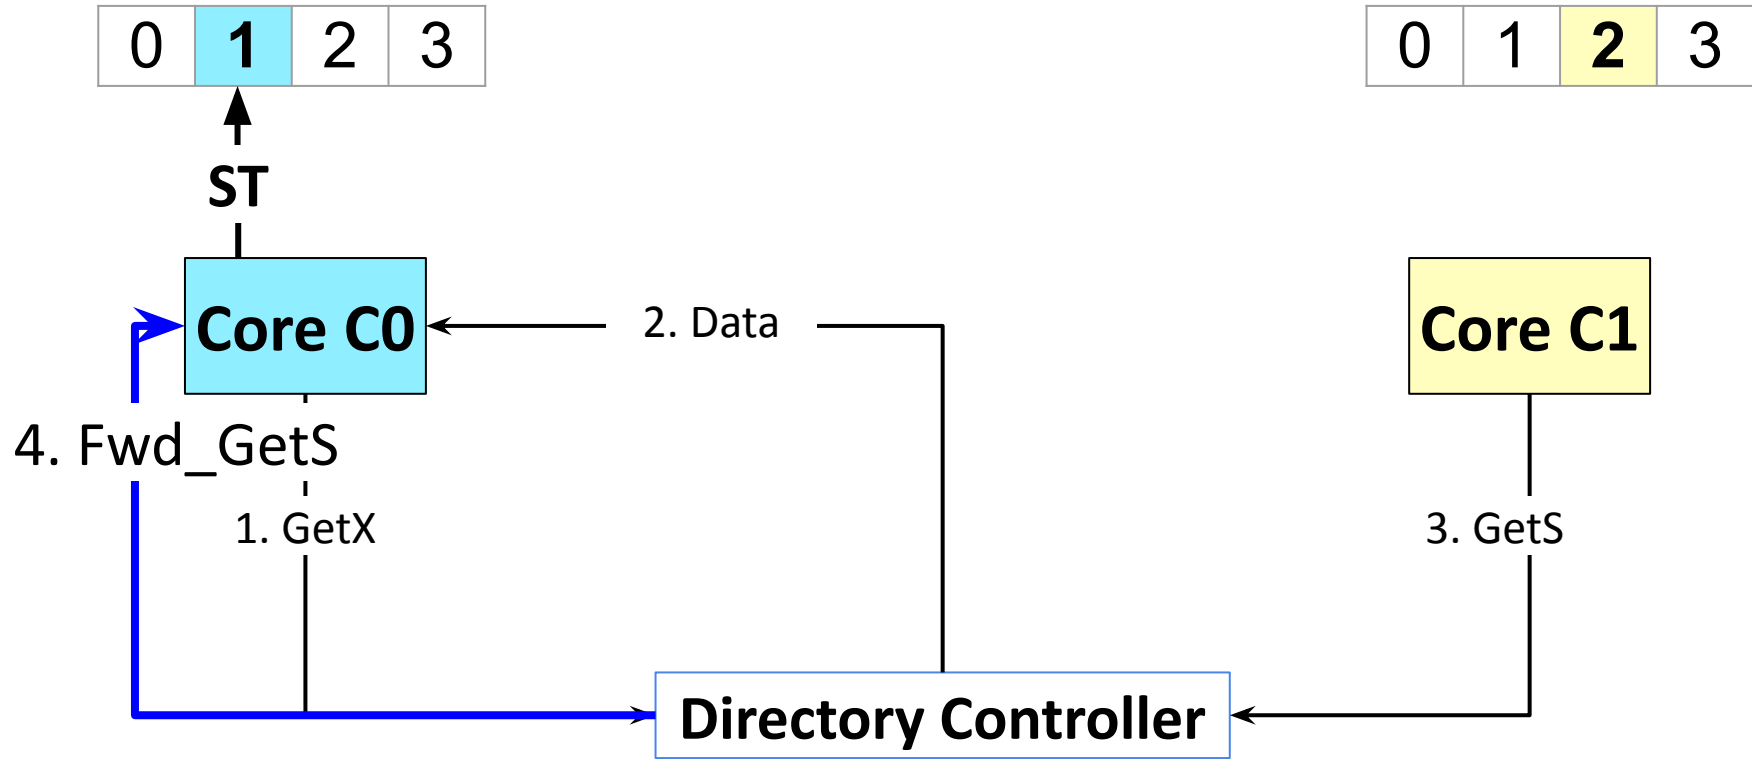 0 1 2 3
0 1 2 3
ST
Core C0
2. Data
Core C1
4. Fwd_GetS
1. GetX
3. GetS
Directory Controller